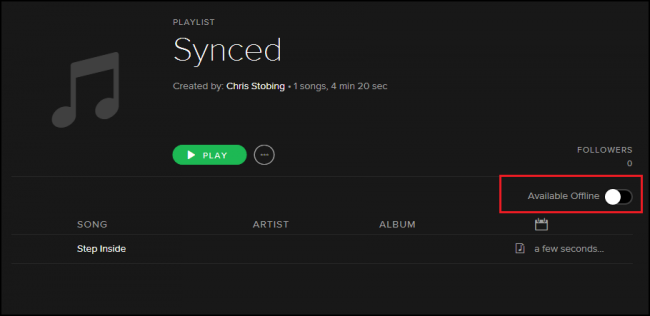 PLAYLIST
Synced
Created by: Chris Stobing • 1 songs, 4 min 20 sec
PLAY
FOLLOWERS
0
Available Offline
SONG ARTIST ALBUM
Step Inside a few seconds...